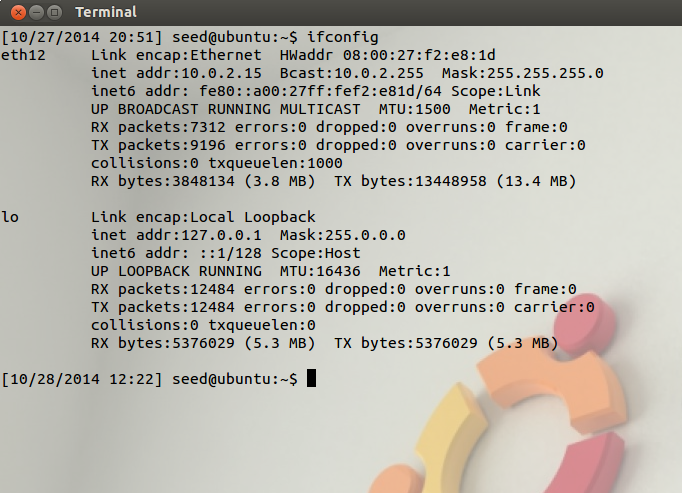 Terminal
[10/27/2014 20:51] seed@ubuntu:~$ ifconfig
eth12     Link encap:Ethernet  HWaddr 08:00:27:f2:e8:1d
          inet addr:10.0.2.15  Bcast:10.0.2.255  Mask:255.255.255.0
          inet6 addr: fe80::a00:27ff:fef2:e81d/64 Scope:Link
          UP BROADCAST RUNNING MULTICAST  MTU:1500  Metric:1
          RX packets:7312 errors:0 dropped:0 overruns:0 frame:0
          TX packets:9196 errors:0 dropped:0 overruns:0 carrier:0
          collisions:0 txqueuelen:1000
          RX bytes:3848134 (3.8 MB)  TX bytes:13448958 (13.4 MB)

lo        Link encap:Local Loopback
          inet addr:127.0.0.1  Mask:255.0.0.0
          inet6 addr: ::1/128 Scope:Host
          UP LOOPBACK RUNNING  MTU:16436  Metric:1
          RX packets:12484 errors:0 dropped:0 overruns:0 frame:0
          TX packets:12484 errors:0 dropped:0 overruns:0 carrier:0
          collisions:0 txqueuelen:0
          RX bytes:5376029 (5.3 MB)  TX bytes:5376029 (5.3 MB)

[10/28/2014 12:22] seed@ubuntu:~$